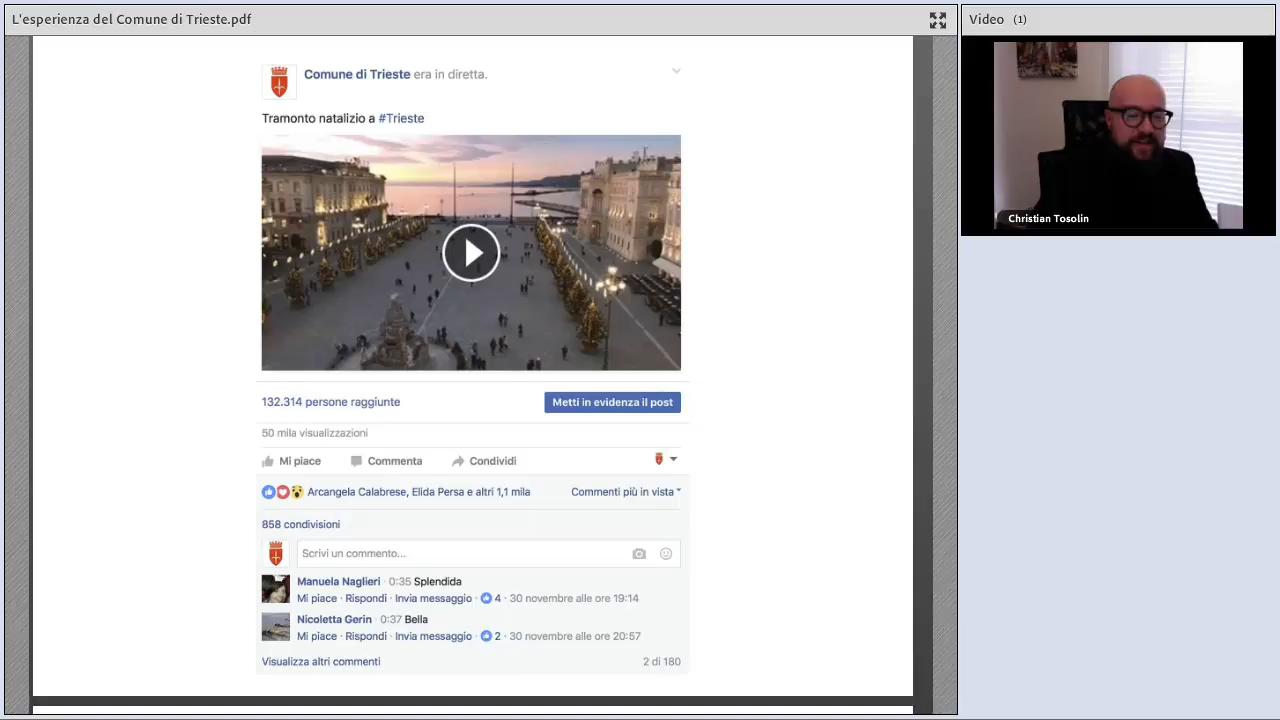 L'esperienza del Comune di Trieste.pdf
Video (1)
Christian Tosolin
Comune di Trieste era in diretta.
Tramonto natalizio a #Trieste
132.314 persone raggiunte
Metti in evidenza il post
50 mila visualizzazioni
Mi piace Commenta Condividi
Arcangela Calabrese, Elida Persa e altri 1,1 mila
Commenti più in vista
858 condivisioni
Scrivi un commento...
Manuela Naglieri · 0:35 Splendida
Mi piace · Rispondi · Invia messaggio · 4 · 30 novembre alle ore 19:14
Nicoletta Gerin · 0:37 Bella
Mi piace · Rispondi · Invia messaggio · 2 · 30 novembre alle ore 20:57
Visualizza altri commenti
2 di 180